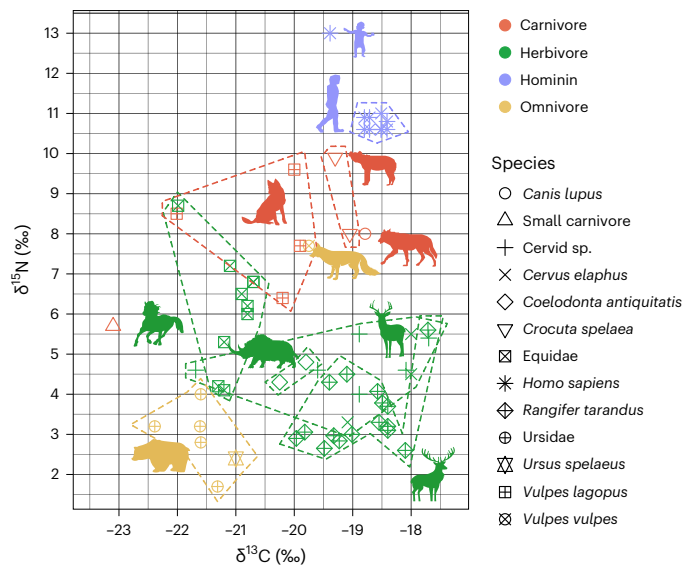 13
12
11
10
9
8
7
6
5
4
3
2
δ15N (‰)
−23 −22 −21 −20 −19 −18
δ13C (‰)
Carnivore
Herbivore
Hominin
Omnivore
Species
Canis lupus
Small carnivore
Cervid sp.
Cervus elaphus
Coelodonta antiquitatis
Crocuta spelaea
Equidae
Homo sapiens
Rangifer tarandus
Ursidae
Ursus spelaeus
Vulpes lagopus
Vulpes vulpes